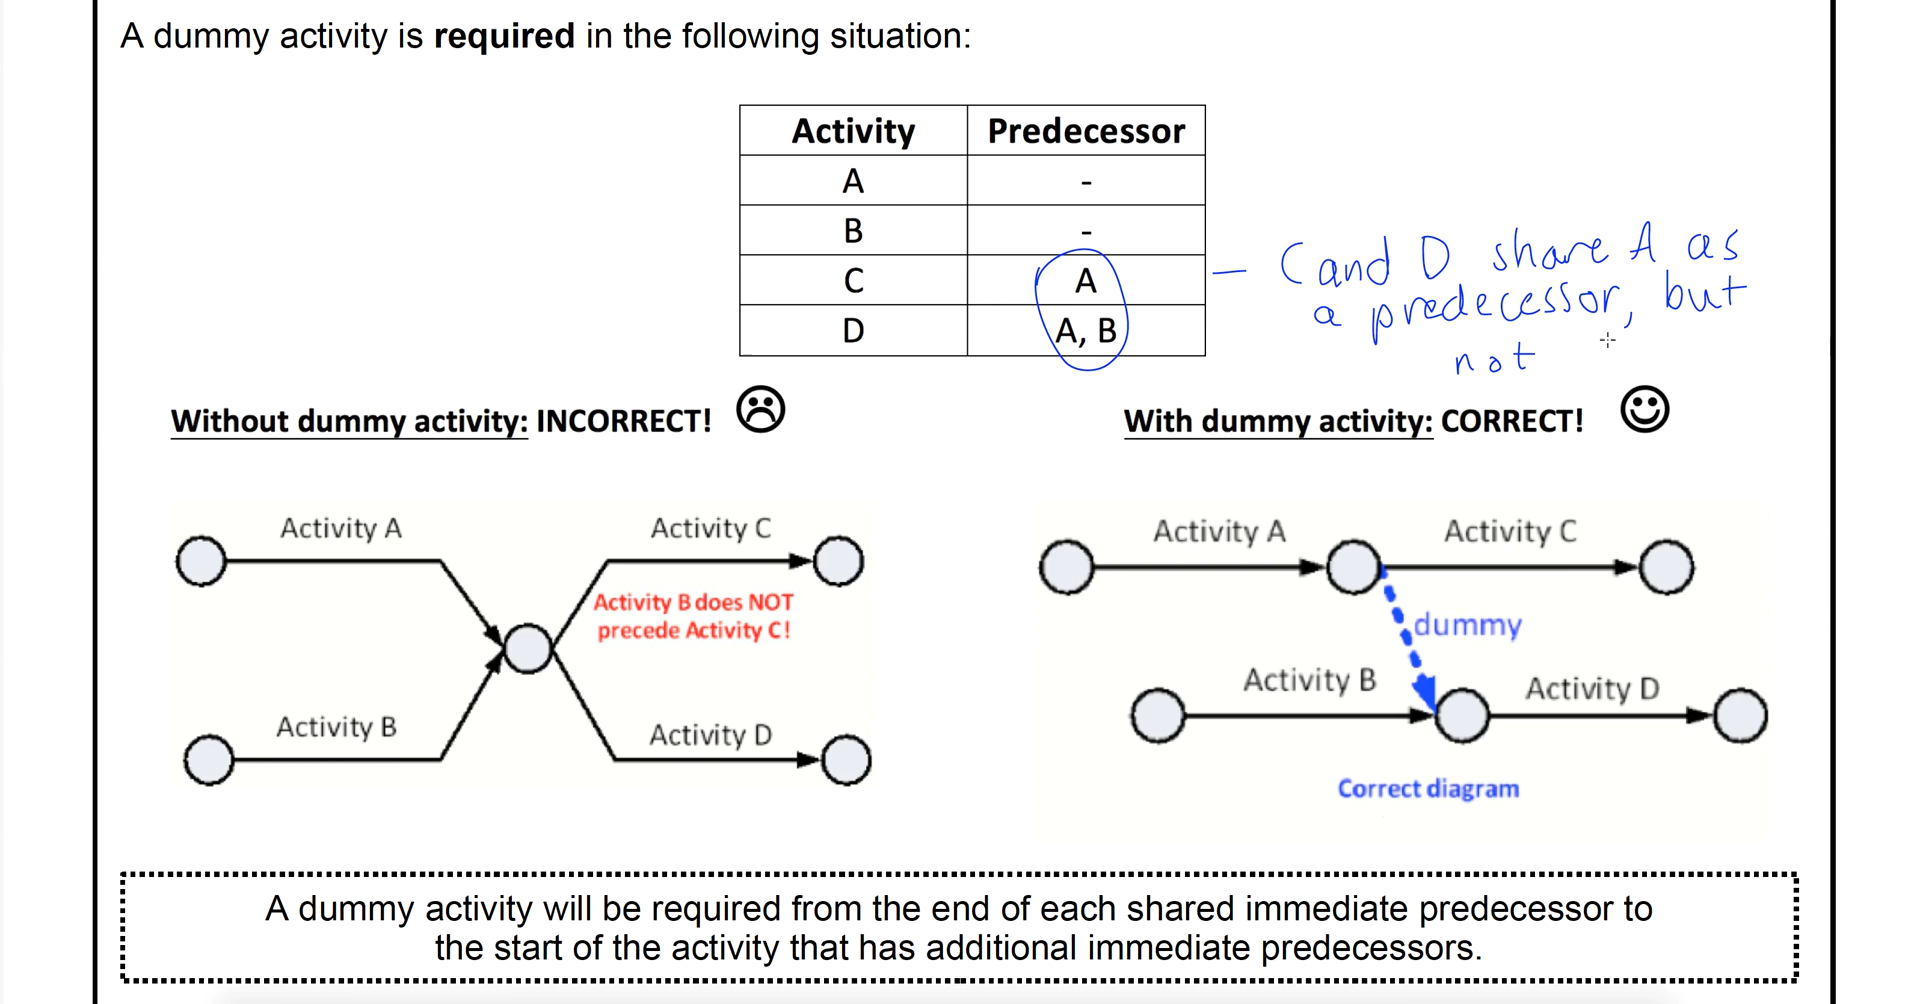 A dummy activity is required in the following situation:
Activity Predecessor
A -
B -
C A
D A, B
— C and D share A as
a predecessor, but
not
Without dummy activity: INCORRECT!
With dummy activity: CORRECT!
Activity A
Activity C
Activity B does NOT
precede Activity C!
Activity B
Activity D
Activity A
Activity C
dummy
Activity B
Activity D
Correct diagram
A dummy activity will be required from the end of each shared immediate predecessor to
the start of the activity that has additional immediate predecessors.